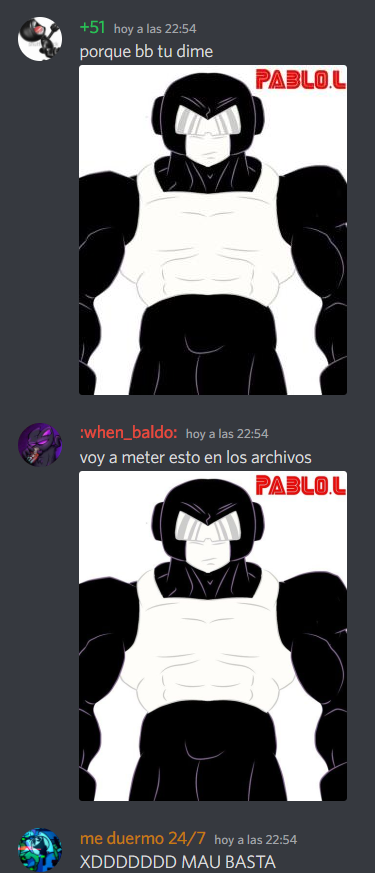 +51 hoy a las 22:54
porque bb tu dime
PABLO.L
:when_baldo: hoy a las 22:54
voy a meter esto en los archivos
PABLO.L
me duermo 24/7 hoy a las 22:54
XDDDDDDD MAU BASTA